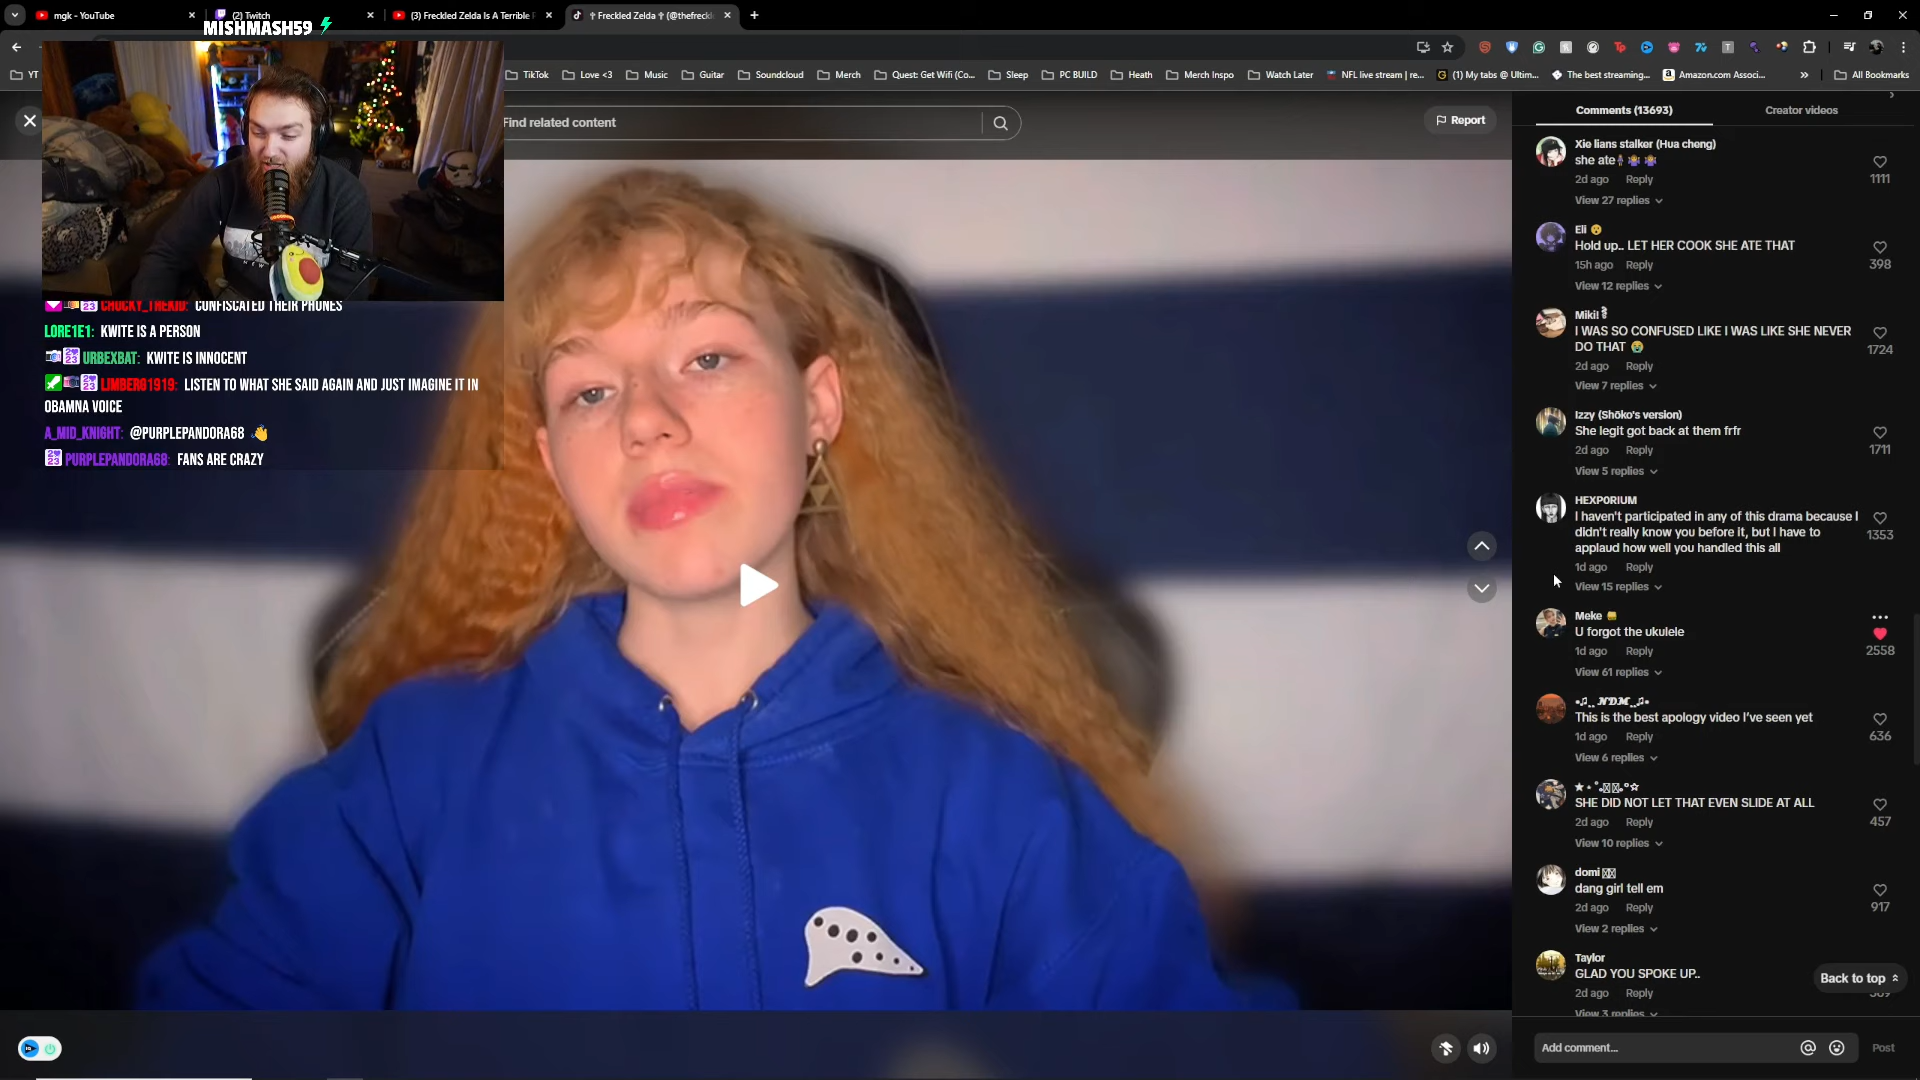 mgk - YouTube
(2) Twitch
(3) Freckled Zelda Is A Terrible
† Freckled Zelda † (@thefreckl
MISHMASH59
YT
TikTok
Love <3
Music
Guitar
Soundcloud
Merch
Quest: Get Wifi (Co...
Sleep
PC BUILD
Heath
Merch Inspo
Watch Later
NFL live stream | re...
(1) My tabs @ Ultim...
The best streaming...
Amazon.com Associ...
All Bookmarks
Find related content
Report
CHUCKY_THEKID: CONFISCATED THEIR PHONES
LORE1E1: KWITE IS A PERSON
URBEXBAT: KWITE IS INNOCENT
LIMBERG1919: LISTEN TO WHAT SHE SAID AGAIN AND JUST IMAGINE IT IN
OBAMNA VOICE
A_MID_KNIGHT: @PURPLEPANDORA68 👋
PURPLEPANDORA68: FANS ARE CRAZY
Comments (13693)
Creator videos
Xie lians stalker (Hua cheng)
she ate
1111
2d ago Reply
View 27 replies
Eli 😮
Hold up.. LET HER COOK SHE ATE THAT
398
15h ago Reply
View 12 replies
Miki!
I WAS SO CONFUSED LIKE I WAS LIKE SHE NEVER
DO THAT 😭
1724
2d ago Reply
View 7 replies
Izzy (Shōko's version)
She legit got back at them frfr
1711
2d ago Reply
View 5 replies
HEXPORIUM
I haven't participated in any of this drama because I
didn't really know you before it, but I have to
applaud how well you handled this all
1353
1d ago Reply
View 15 replies
Meke
U forgot the ukulele
2558
1d ago Reply
View 61 replies
NDM
This is the best apology video I've seen yet
636
1d ago Reply
View 6 replies
SHE DID NOT LET THAT EVEN SLIDE AT ALL
457
2d ago Reply
View 10 replies
domi
dang girl tell em
917
2d ago Reply
View 2 replies
Taylor
GLAD YOU SPOKE UP..
2d ago Reply
View 3 replies
Back to top
Add comment...
Post